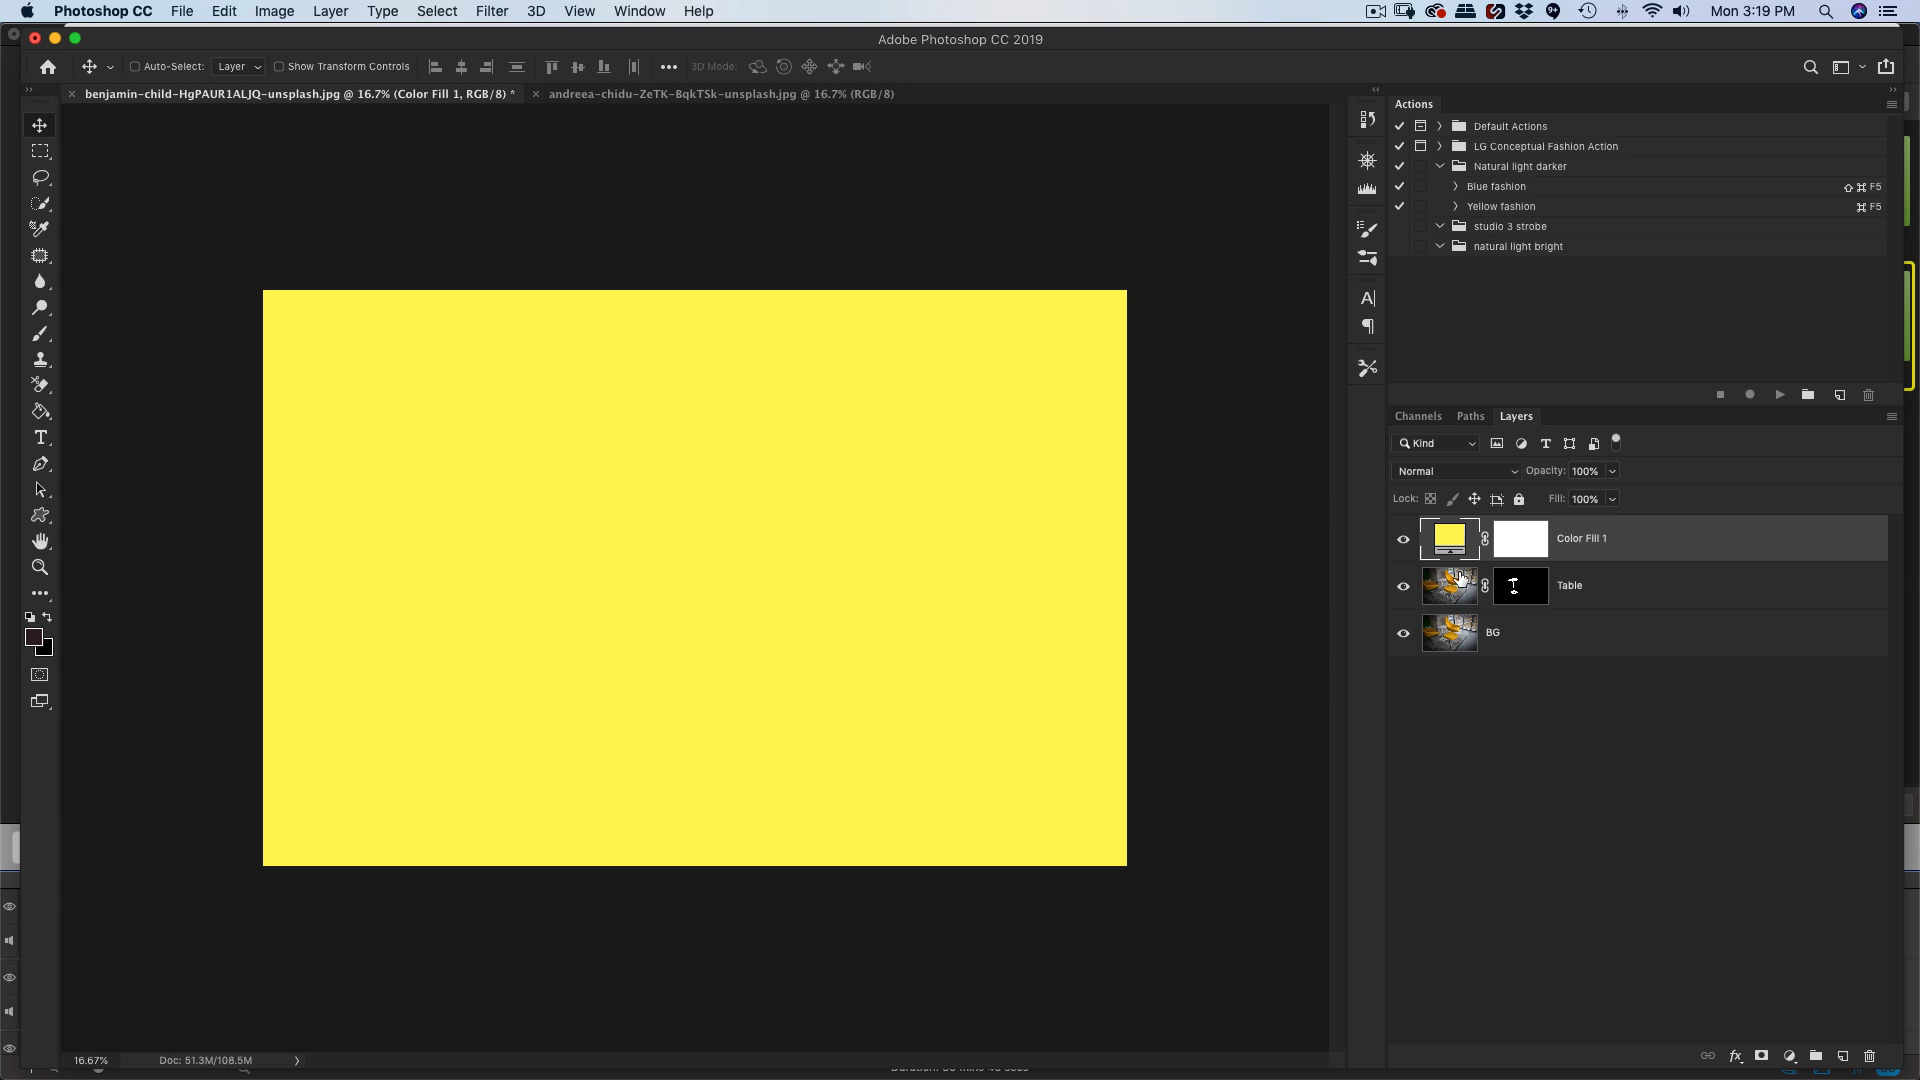 Photoshop CC File Edit Image Layer Type Select Filter 3D View Window Help Mon 3:19 PM
Adobe Photoshop CC 2019
Auto-Select: Layer Show Transform Controls 3D Mode:
benjamin-child-HgPAUR1ALJQ-unsplash.jpg @ 16.7% (Color Fill 1, RGB/8) * andreea-chidu-ZeTK-BqkTSk-unsplash.jpg @ 16.7% (RGB/8)
Actions
Default Actions
LG Conceptual Fashion Action
Natural light darker
Blue fashion ⇧ ⌘ F5
Yellow fashion ⌘ F5
studio 3 strobe
natural light bright
Channels Paths Layers
Kind
Normal Opacity: 100%
Lock: Fill: 100%
Color Fill 1
Table
BG
16.67% Doc: 51.3M/108.5M
fx